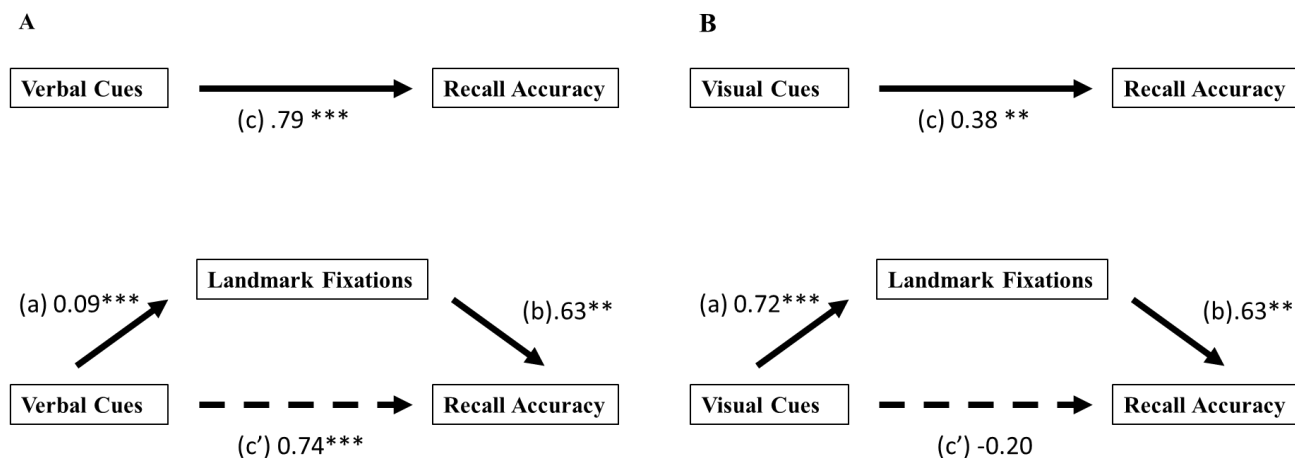 A
Verbal Cues
Recall Accuracy
(c) .79 ***
Landmark Fixations
(a) 0.09***
(b).63**
Verbal Cues
Recall Accuracy
(c’) 0.74***
B
Visual Cues
Recall Accuracy
(c) 0.38 **
Landmark Fixations
(a) 0.72***
(b).63**
Visual Cues
Recall Accuracy
(c’) -0.20